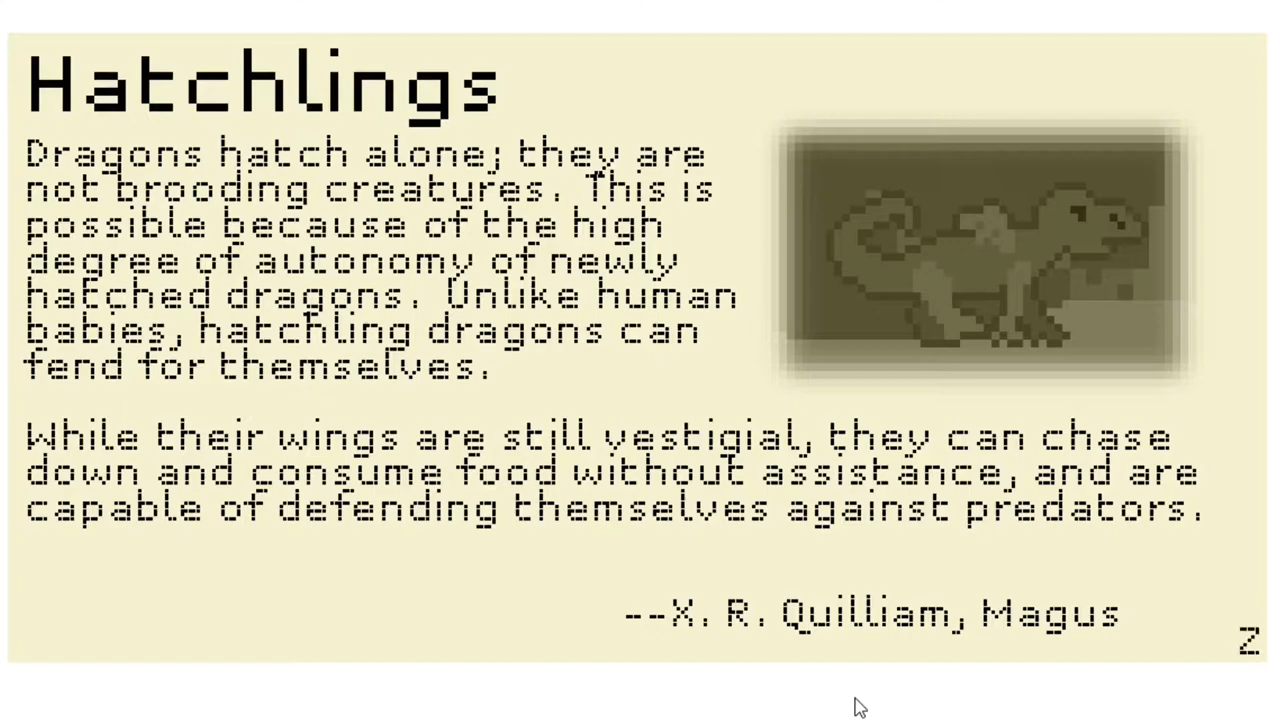 Hatchlings
Dragons hatch alone; they are
not brooding creatures. This is
possible because of the high
degree of autonomy of newly
hatched dragons. Unlike human
babies, hatchling dragons can
fend for themselves.
While their wings are still vestigial, they can chase
down and consume food without assistance, and are
capable of defending themselves against predators.
--X. R. Quilliam, Magus
Z